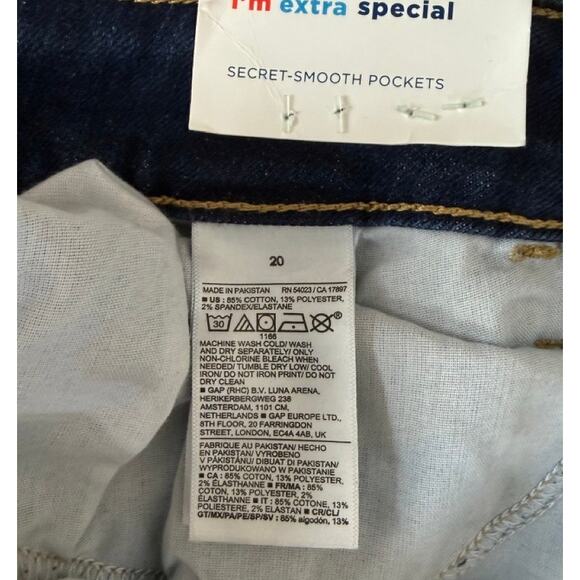 I'm extra special
SECRET-SMOOTH POCKETS
20
MADE IN PAKISTAN RN 54023 / CA 17897
■ US : 85% COTTON, 13% POLYESTER,
2% SPANDEX/ELASTANE
30
®
1166
MACHINE WASH COLD/ WASH
AND DRY SEPARATELY/ ONLY
NON-CHLORINE BLEACH WHEN
NEEDED/ TUMBLE DRY LOW/ COOL
IRON/ DO NOT IRON PRINT/ DO NOT
DRY CLEAN
■ GAP (RHC) B.V. LUNA ARENA,
HERIKERBERGWEG 238
AMSTERDAM, 1101 CM,
NETHERLANDS ■ GAP EUROPE LTD.,
8TH FLOOR, 20 FARRINGDON
STREET, LONDON, EC4A 4AB, UK
FABRIQUE AU PAKISTAN/ HECHO
EN PAKISTAN/ VYROBENO
V PÁKISTÁNU/ DIBUAT DI PAKISTAN/
WYPRODUKOWANO W PAKISTANIE
■ CA : 85% COTON, 13% POLYESTER,
2% ÉLASTHANNE ■ FR/MA : 85%
COTON, 13% POLYESTER, 2%
ÉLASTHANNE ■ IT : 85% COTONE, 13%
POLIESTERE, 2% ELASTAN ■ CR/CL/
GT/MX/PA/PE/SP/SV : 85% algodón, 13%